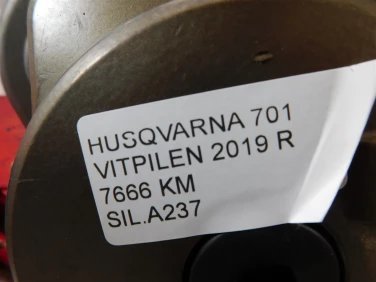 HUSQVARNA 701
VITPILEN 2019 R
7666 KM
SIL.A237